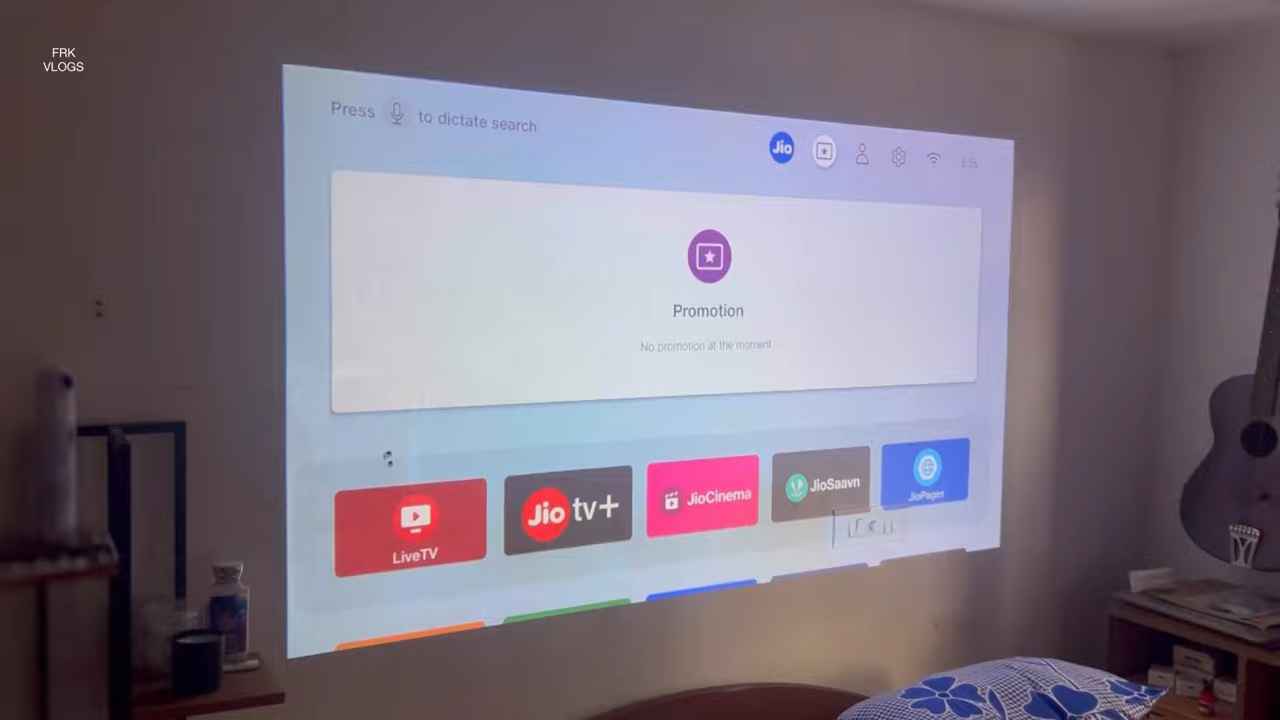 FRK
VLOGS
Press to dictate search
Jio
Promotion
No promotion at the moment
LiveTV
Jio tv+
JioCinema
JioSaavn
JioPages